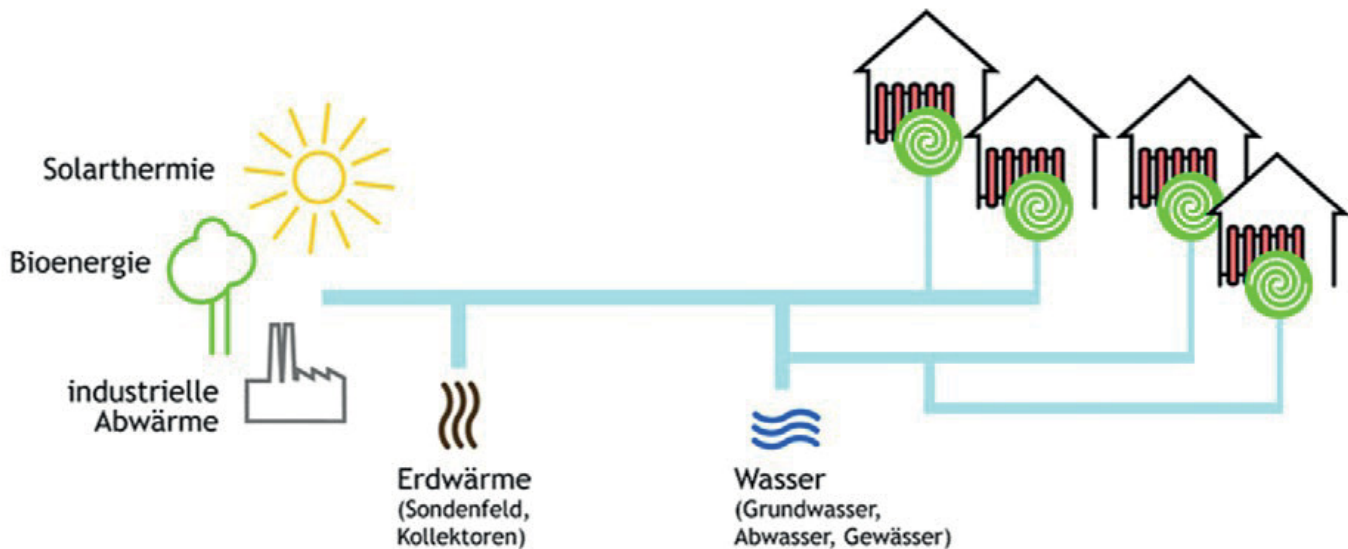 Solarthermie
Bioenergie
industrielle
Abwärme
Erdwärme
(Sondenfeld,
Kollektoren)
Wasser
(Grundwasser,
Abwasser, Gewässer)